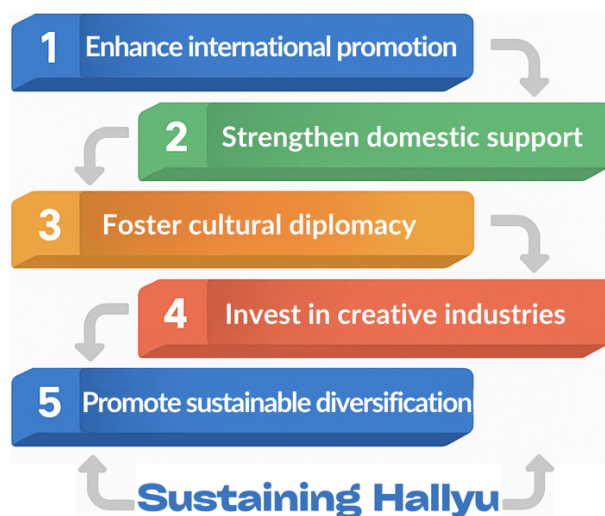 1 Enhance international promotion
2 Strengthen domestic support
3 Foster cultural diplomacy
4 Invest in creative industries
5 Promote sustainable diversification
Sustaining Hallyu